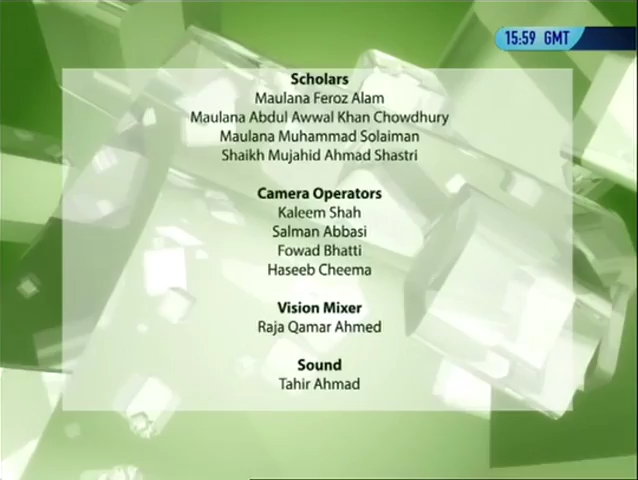 15:59 GMT
Scholars
Maulana Feroz Alam
Maulana Abdul Awwal Khan Chowdhury
Maulana Muhammad Solaiman
Shaikh Mujahid Ahmad Shastri
Camera Operators
Kaleem Shah
Salman Abbasi
Fowad Bhatti
Haseeb Cheema
Vision Mixer
Raja Qamar Ahmed
Sound
Tahir Ahmad